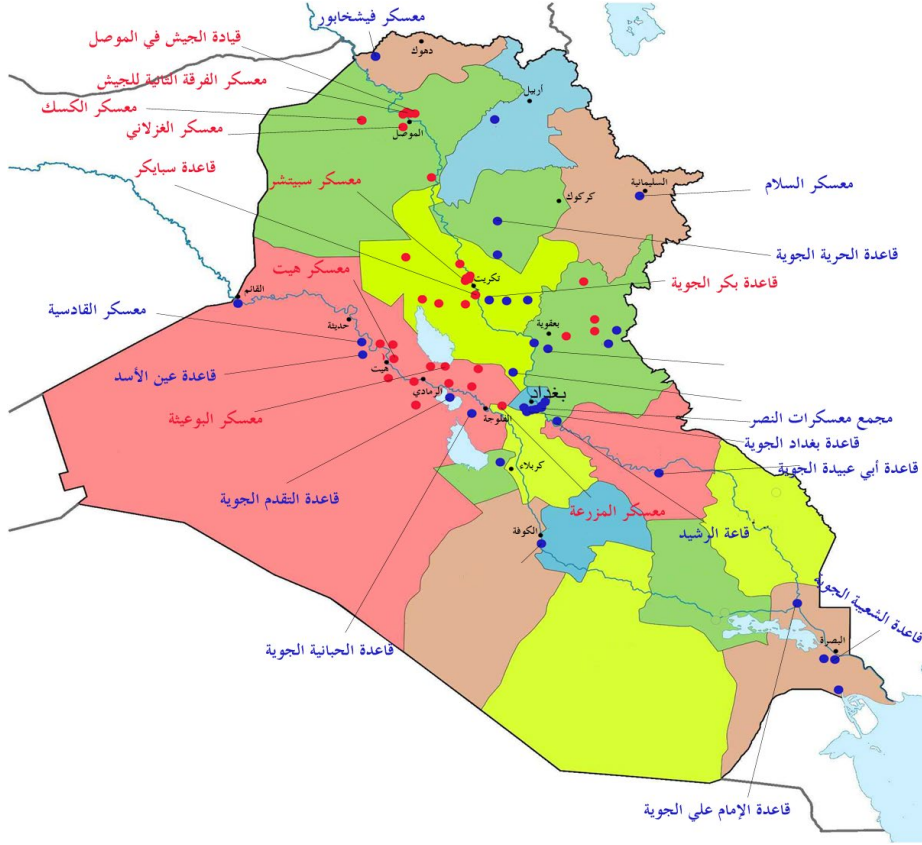 معسكر فيشخابور
قيادة الجيش في الموصل
دهوك
معسكر الفرقة الثانية للجيش
أربيل
معسكر الكسك
معسكر الغزلاني
الموصل
قاعدة سبايكر
معسكر سبيتشر
السليمانية
معسكر السلام
كركوك
قاعدة الحرية الجوية
معسكر هيت
تكريت
قاعدة بكر الجوية
القائم
معسكر القادسية
حديثة
بعقوبة
قاعدة عين الأسد
هيت
الرمادي
بغداد
معسكر البوعيثة
الفلوجة
مجمع معسكرات النصر
قاعدة بغداد الجوية
كربلاء
قاعدة أبي عبيدة الجوية
قاعدة التقدم الجوية
معسكر المزرعة
الكوفة
قاعة الرشيد
قاعدة الشعيبة الجوية
البصرة
قاعدة الحبانية الجوية
قاعدة الإمام علي الجوية